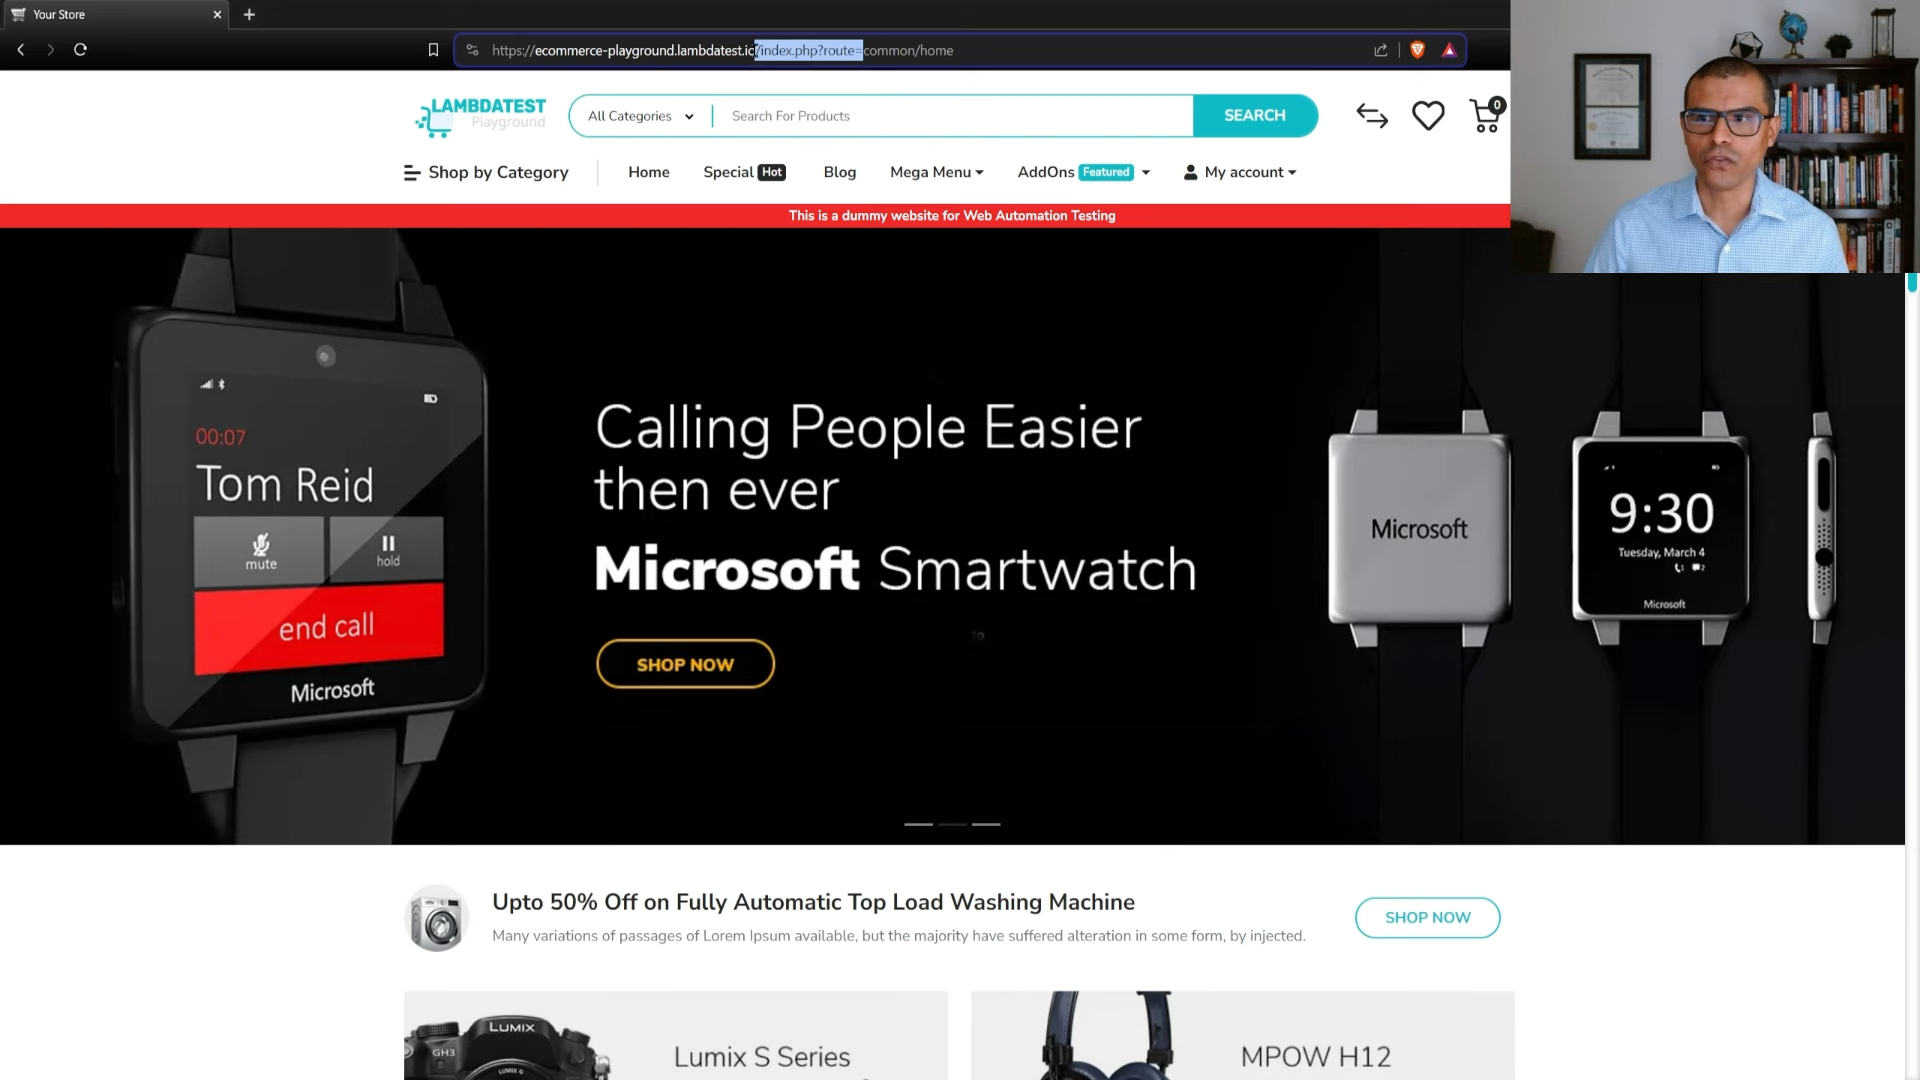 Your Store
https://ecommerce-playground.lambdatest.io/index.php?route=common/home
LAMBDATEST
Playground
All Categories
Search For Products
SEARCH
0
Shop by Category
Home
Special Hot
Blog
Mega Menu
AddOns Featured
My account
This is a dummy website for Web Automation Testing
00:07
Tom Reid
mute
hold
end call
Microsoft
Calling People Easier
then ever
Microsoft Smartwatch
SHOP NOW
Microsoft
9:30
Tuesday, March 4
Microsoft
Upto 50% Off on Fully Automatic Top Load Washing Machine
Many variations of passages of Lorem Ipsum available, but the majority have suffered alteration in some form, by injected.
SHOP NOW
LUMIX
GH3
LUMIX G
Lumix S Series
MPOW H12